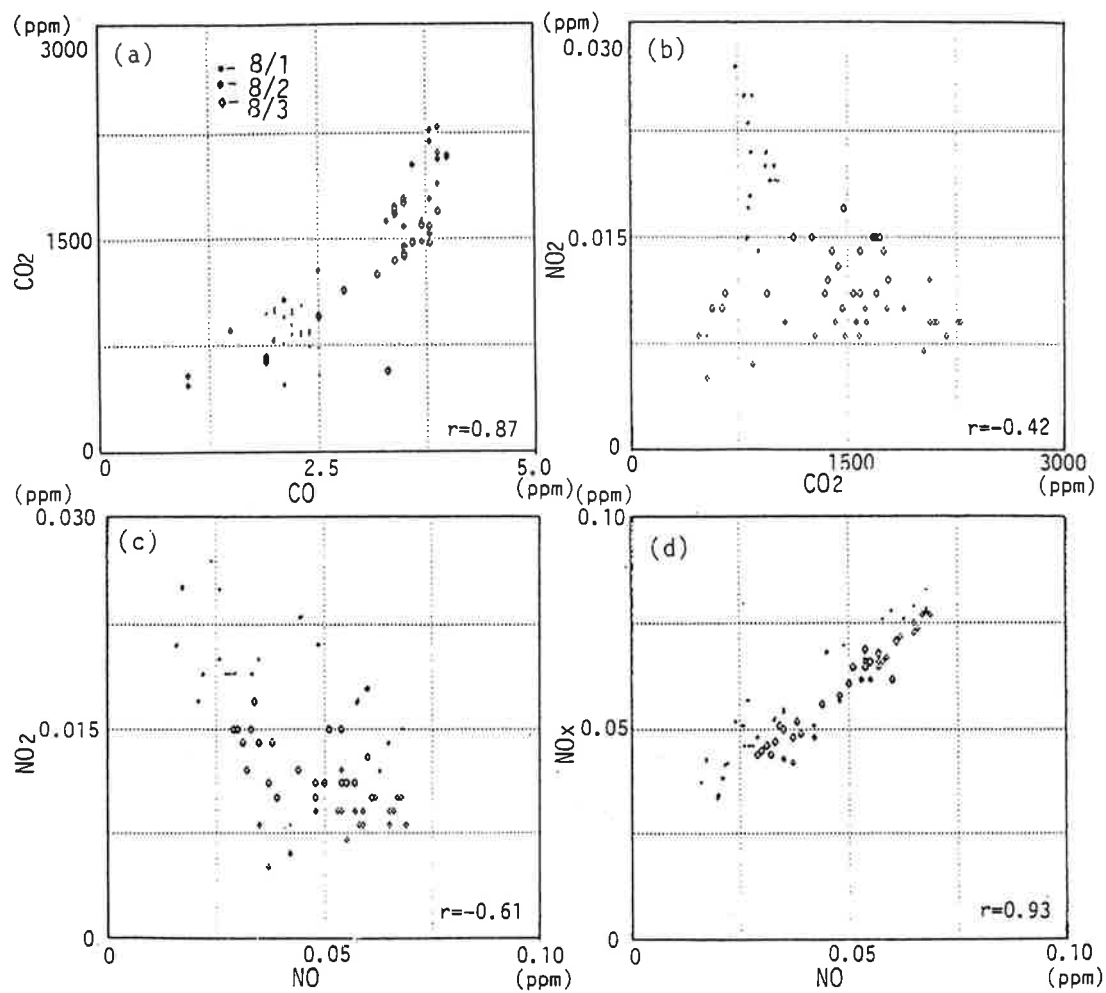 (ppm)
3000
(a)
8/1
8/2
8/3
CO2
1500
r=0.87
0
0
2.5
5.0
CO
(ppm)
(ppm)
0.030
(b)
NO2
0.015
r=-0.42
0
0
1500
3000
CO2
(ppm)
(ppm)
0.030
(c)
NO2
0.015
r=-0.61
0
0
0.05
0.10
NO
(ppm)
(ppm)
0.10
(d)
NOx
0.05
r=0.93
0
0
0.05
0.10
NO
(ppm)